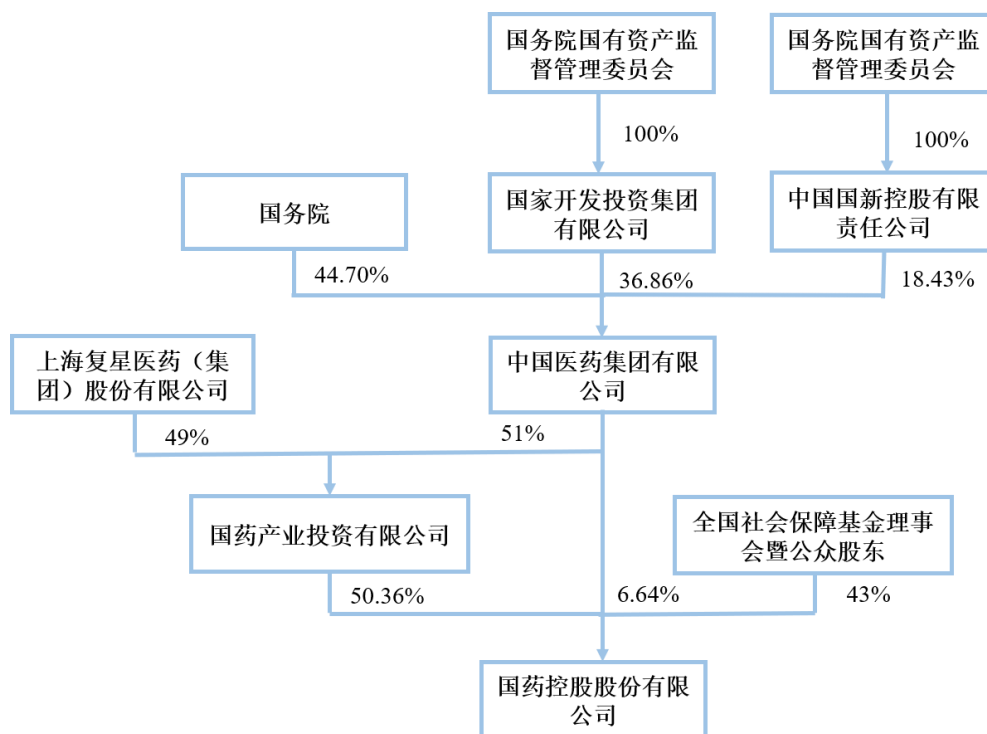 国务院国有资产监
督管理委员会
国务院国有资产监
督管理委员会
100%
100%
国务院
国家开发投资集团
有限公司
中国国新控股有限
责任公司
44.70%
36.86%
18.43%
上海复星医药（集
团）股份有限公司
中国医药集团有限
公司
49%
51%
国药产业投资有限公司
全国社会保障基金理事
会暨公众股东
50.36%
6.64%
43%
国药控股股份有限
公司